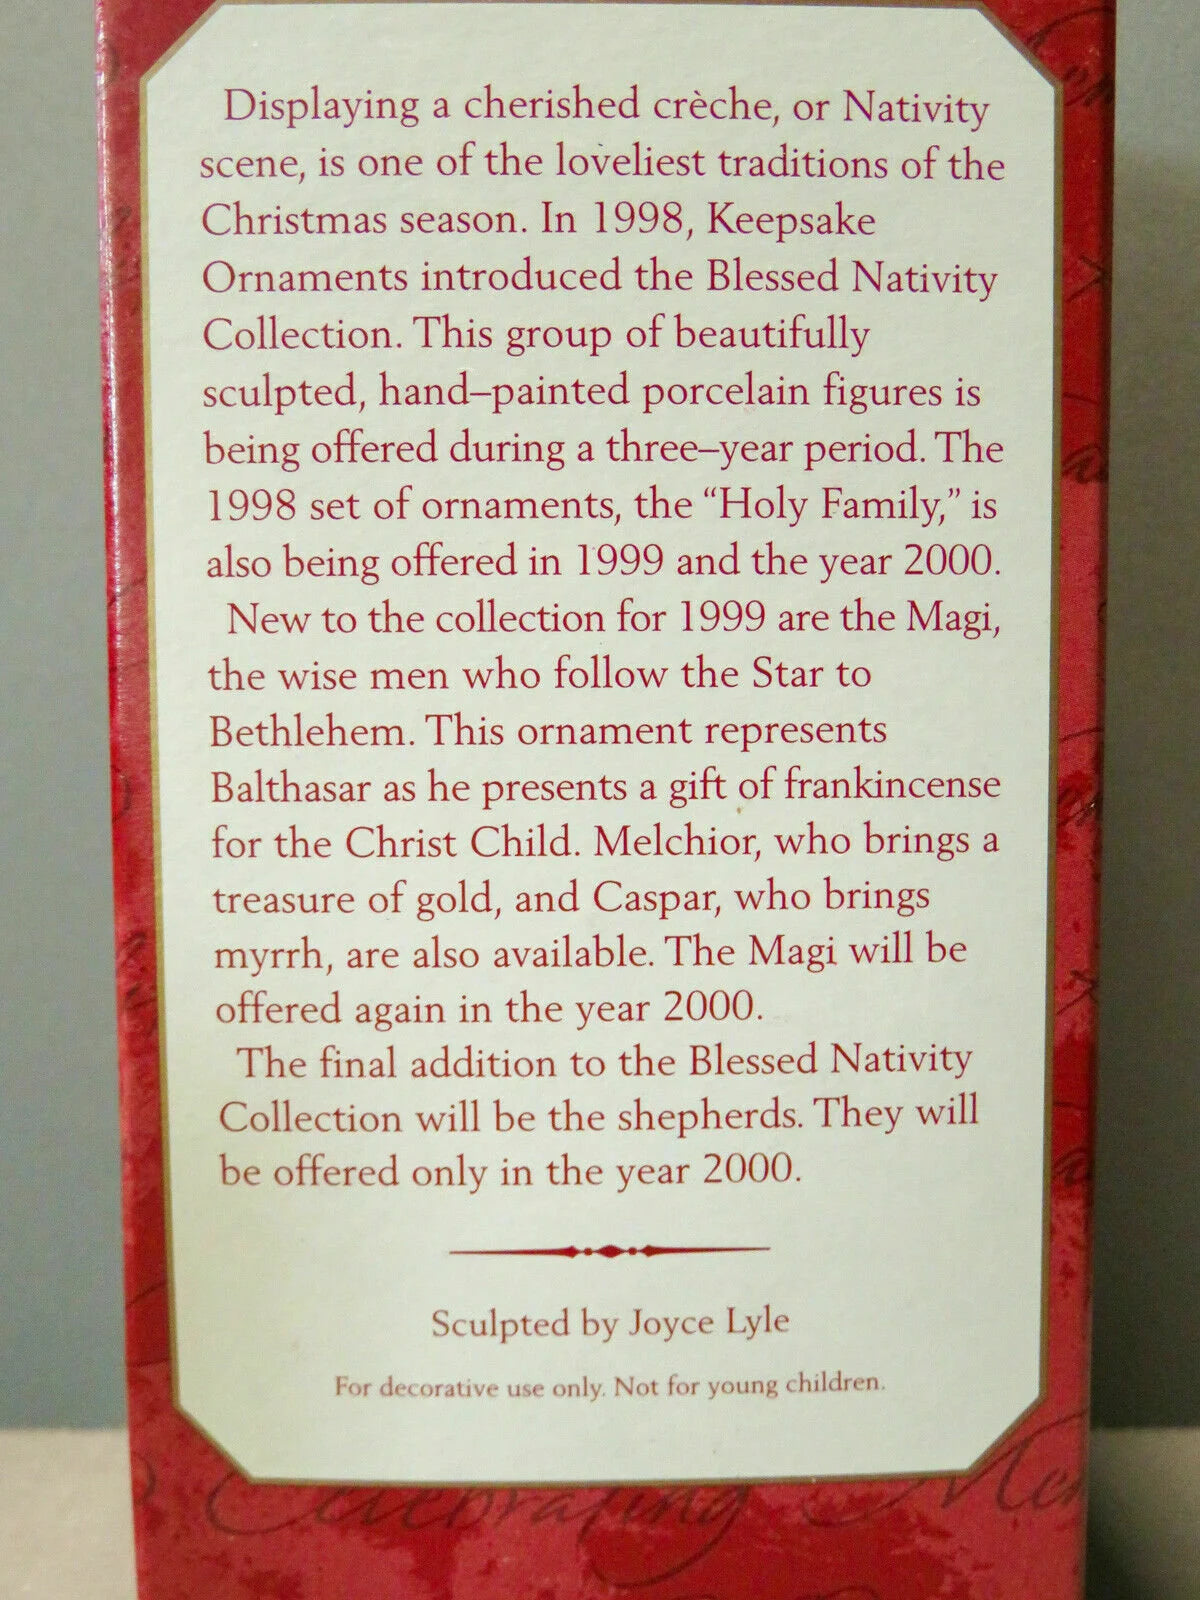 Displaying a cherished crèche, or Nativity
scene, is one of the loveliest traditions of the
Christmas season. In 1998, Keepsake
Ornaments introduced the Blessed Nativity
Collection. This group of beautifully
sculpted, hand–painted porcelain figures is
being offered during a three–year period. The
1998 set of ornaments, the “Holy Family,” is
also being offered in 1999 and the year 2000.
New to the collection for 1999 are the Magi,
the wise men who follow the Star to
Bethlehem. This ornament represents
Balthasar as he presents a gift of frankincense
for the Christ Child. Melchior, who brings a
treasure of gold, and Caspar, who brings
myrrh, are also available. The Magi will be
offered again in the year 2000.
The final addition to the Blessed Nativity
Collection will be the shepherds. They will
be offered only in the year 2000.
Sculpted by Joyce Lyle
For decorative use only. Not for young children.
Celebrating